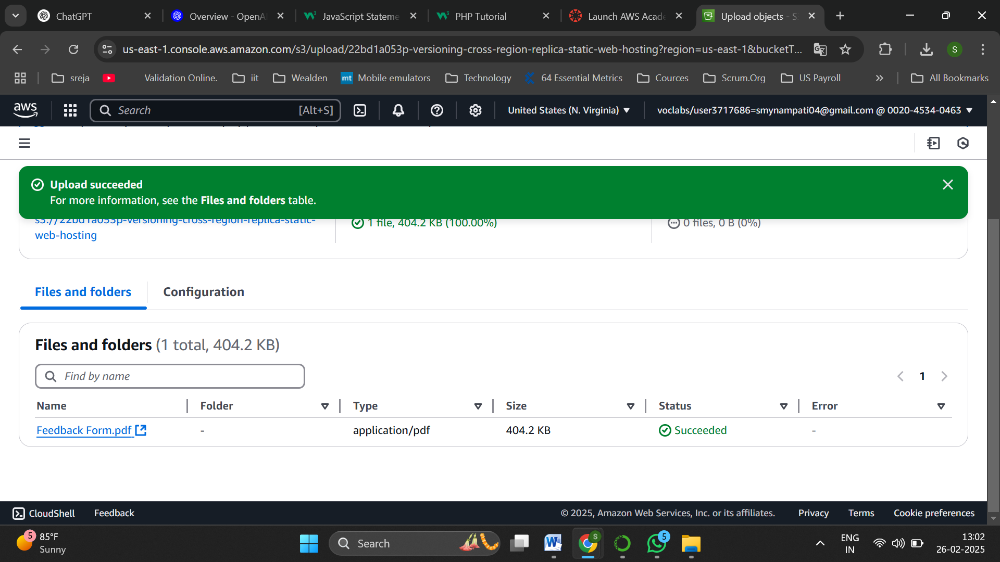 ChatGPT
Overview - OpenA
JavaScript Stateme
PHP Tutorial
Launch AWS Acade
Upload objects - S
us-east-1.console.aws.amazon.com/s3/upload/22bd1a053p-versioning-cross-region-replica-static-web-hosting?region=us-east-1&bucketT...
S
sreja
Validation Online.
iit
Wealden
mt Mobile emulators
Technology
64 Essential Metrics
Cources
Scrum.Org
US Payroll
All Bookmarks
aws
Search
[Alt+S]
United States (N. Virginia)
voclabs/user3717686=smynampati04@gmail.com @ 0020-4534-0463
Upload succeeded
For more information, see the Files and folders table.
s3://22bd1a053p-versioning-cross-region-replica-static-
web-hosting
1 file, 404.2 KB (100.00%)
0 files, 0 B (0%)
Files and folders
Configuration
Files and folders (1 total, 404.2 KB)
Find by name
1
Name Folder Type Size Status Error
Feedback Form.pdf - application/pdf 404.2 KB Succeeded -
CloudShell
Feedback
© 2025, Amazon Web Services, Inc. or its affiliates.
Privacy
Terms
Cookie preferences
5
85°F
Sunny
Search
W
S
5
ENG
IN
13:02
26-02-2025